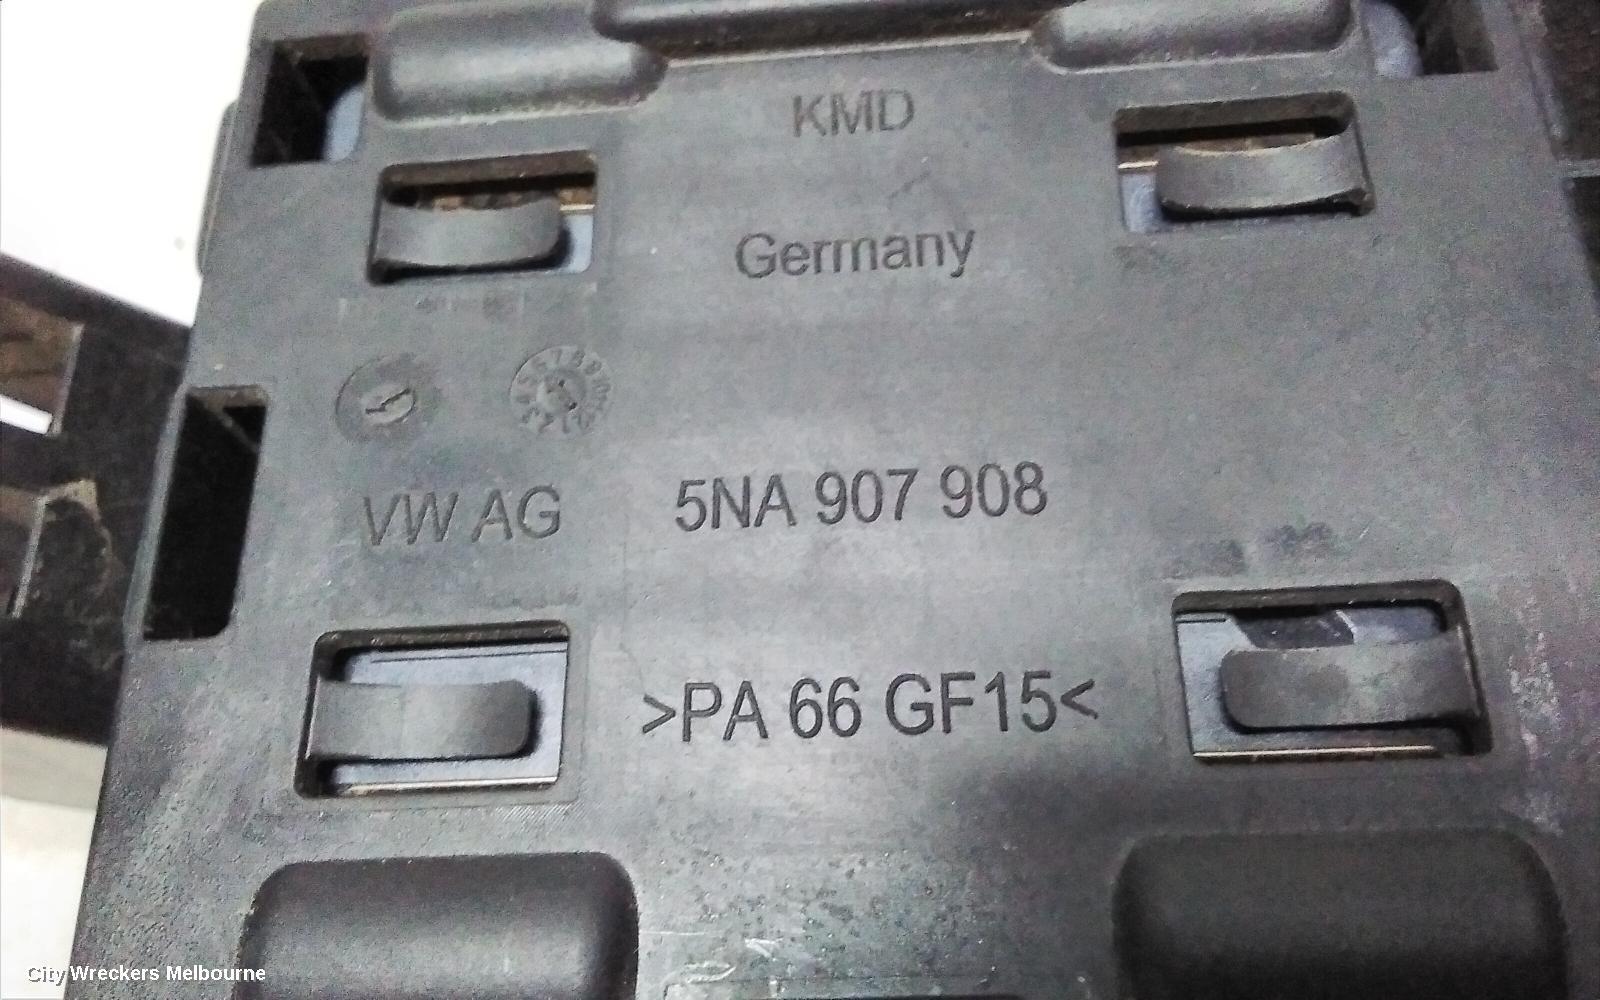 KMD
Germany
VW AG 5NA 907 908
>PA 66 GF15<
City Wreckers Melbourne